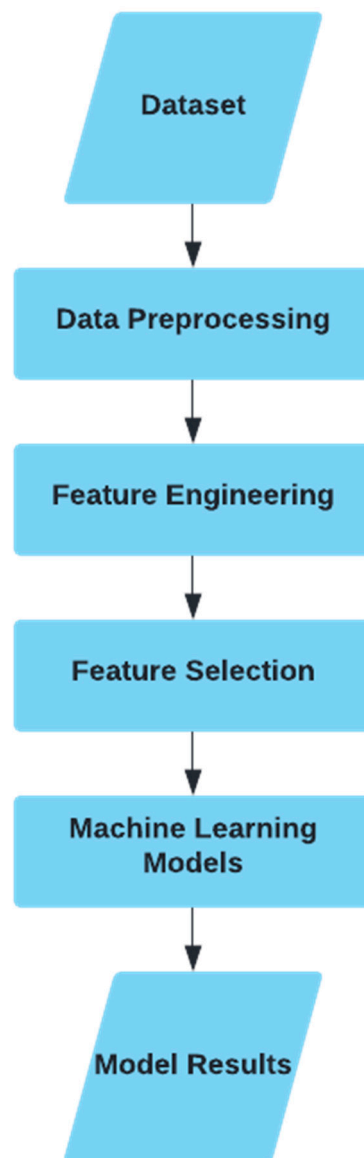 Dataset
Data Preprocessing
Feature Engineering
Feature Selection
Machine Learning
Models
Model Results